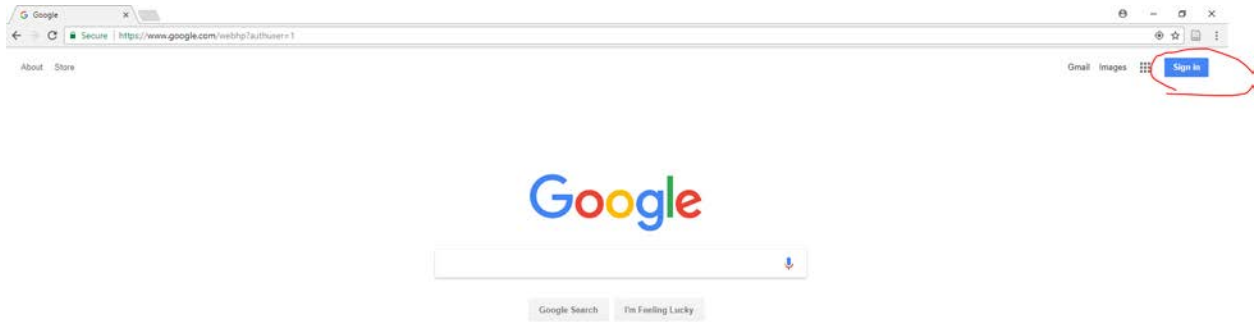 Google
Secure https://www.google.com/webhp?authuser=1
About Store
Gmail Images Sign in
Google
Google Search I'm Feeling Lucky